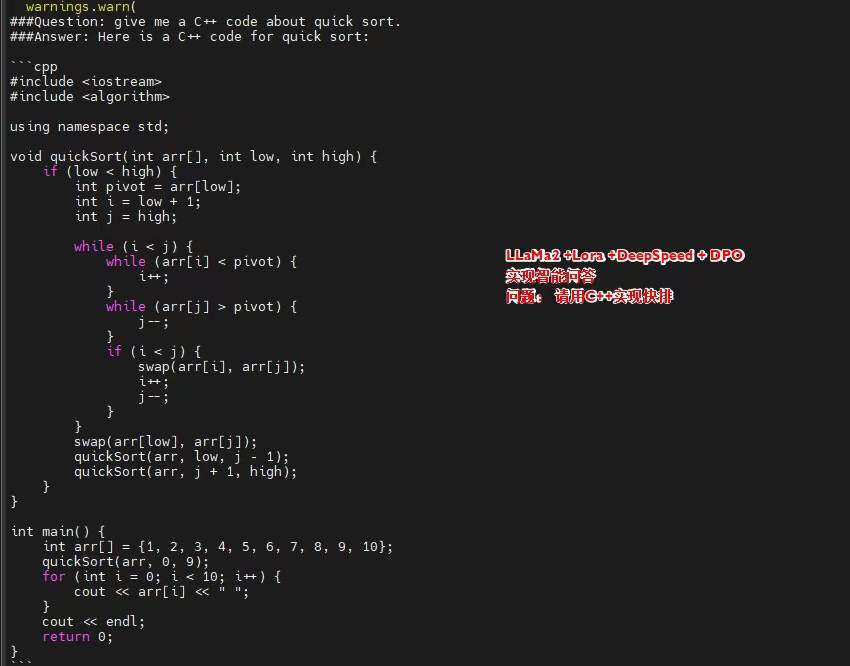 warnings.warn(
###Question: give me a C++ code about quick sort.
###Answer: Here is a C++ code for quick sort:
```cpp
#include <iostream>
#include <algorithm>
using namespace std;
void quickSort(int arr[], int low, int high) {
if (low < high) {
int pivot = arr[low];
int i = low + 1;
int j = high;
while (i < j) {
while (arr[i] < pivot) {
i++;
}
while (arr[j] > pivot) {
j--;
}
if (i < j) {
swap(arr[i], arr[j]);
i++;
j--;
}
}
swap(arr[low], arr[j]);
quickSort(arr, low, j - 1);
quickSort(arr, j + 1, high);
}
}
int main() {
int arr[] = {1, 2, 3, 4, 5, 6, 7, 8, 9, 10};
quickSort(arr, 0, 9);
for (int i = 0; i < 10; i++) {
cout << arr[i] << " ";
}
cout << endl;
return 0;
}
```
LLaMa2 +Lora +DeepSpeed + DPO
实现智能问答
问题： 请用C++实现快排